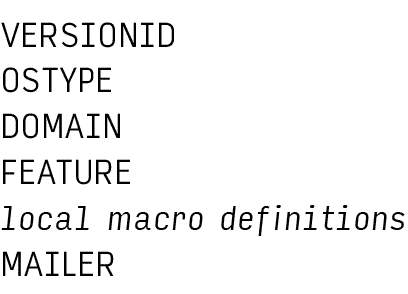 VERSIONID
OSTYPE
DOMAIN
FEATURE
local macro definitions
MAILER